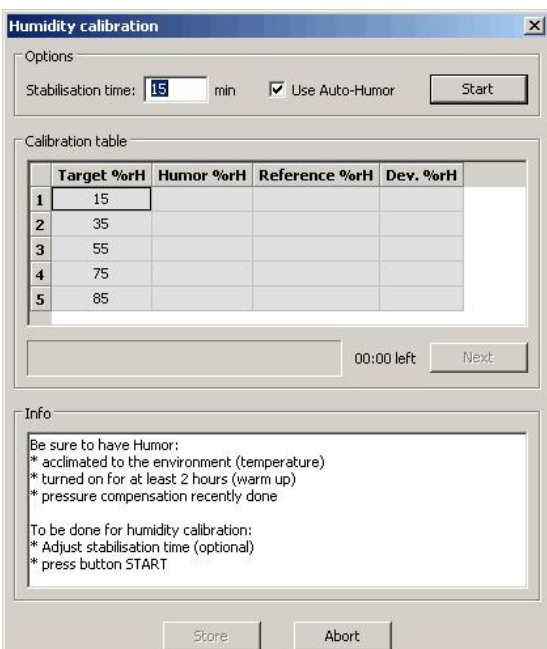 Humidity calibration
Options
Stabilisation time: 15 min Use Auto-Humor Start
Calibration table
Target %rH Humor %rH Reference %rH Dev. %rH
1 15
2 35
3 55
4 75
5 85
00:00 left Next
Info
Be sure to have Humor:
* acclimated to the environment (temperature)
* turned on for at least 2 hours (warm up)
* pressure compensation recently done
To be done for humidity calibration:
* Adjust stabilisation time (optional)
* press button START
Store Abort